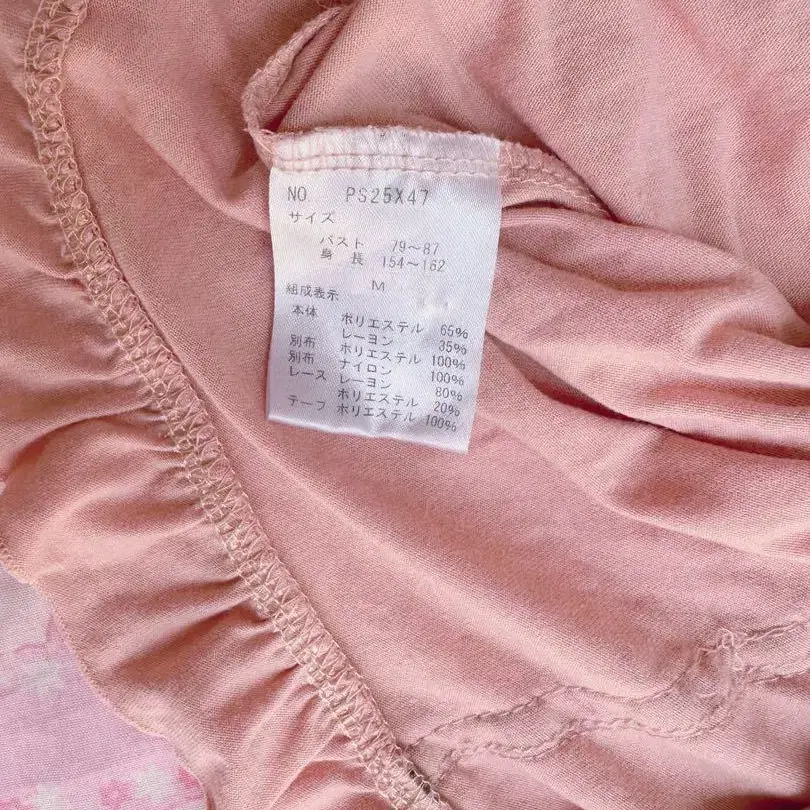 NO. PS25X47
サイズ
バスト 79〜87
身長 154〜162
M
組成表示
本体 ポリエステル 65%
レーヨン 35%
別布 ポリエステル 100%
別布 ナイロン 100%
レース レーヨン 80%
ポリエステル 20%
テープ ポリエステル 100%